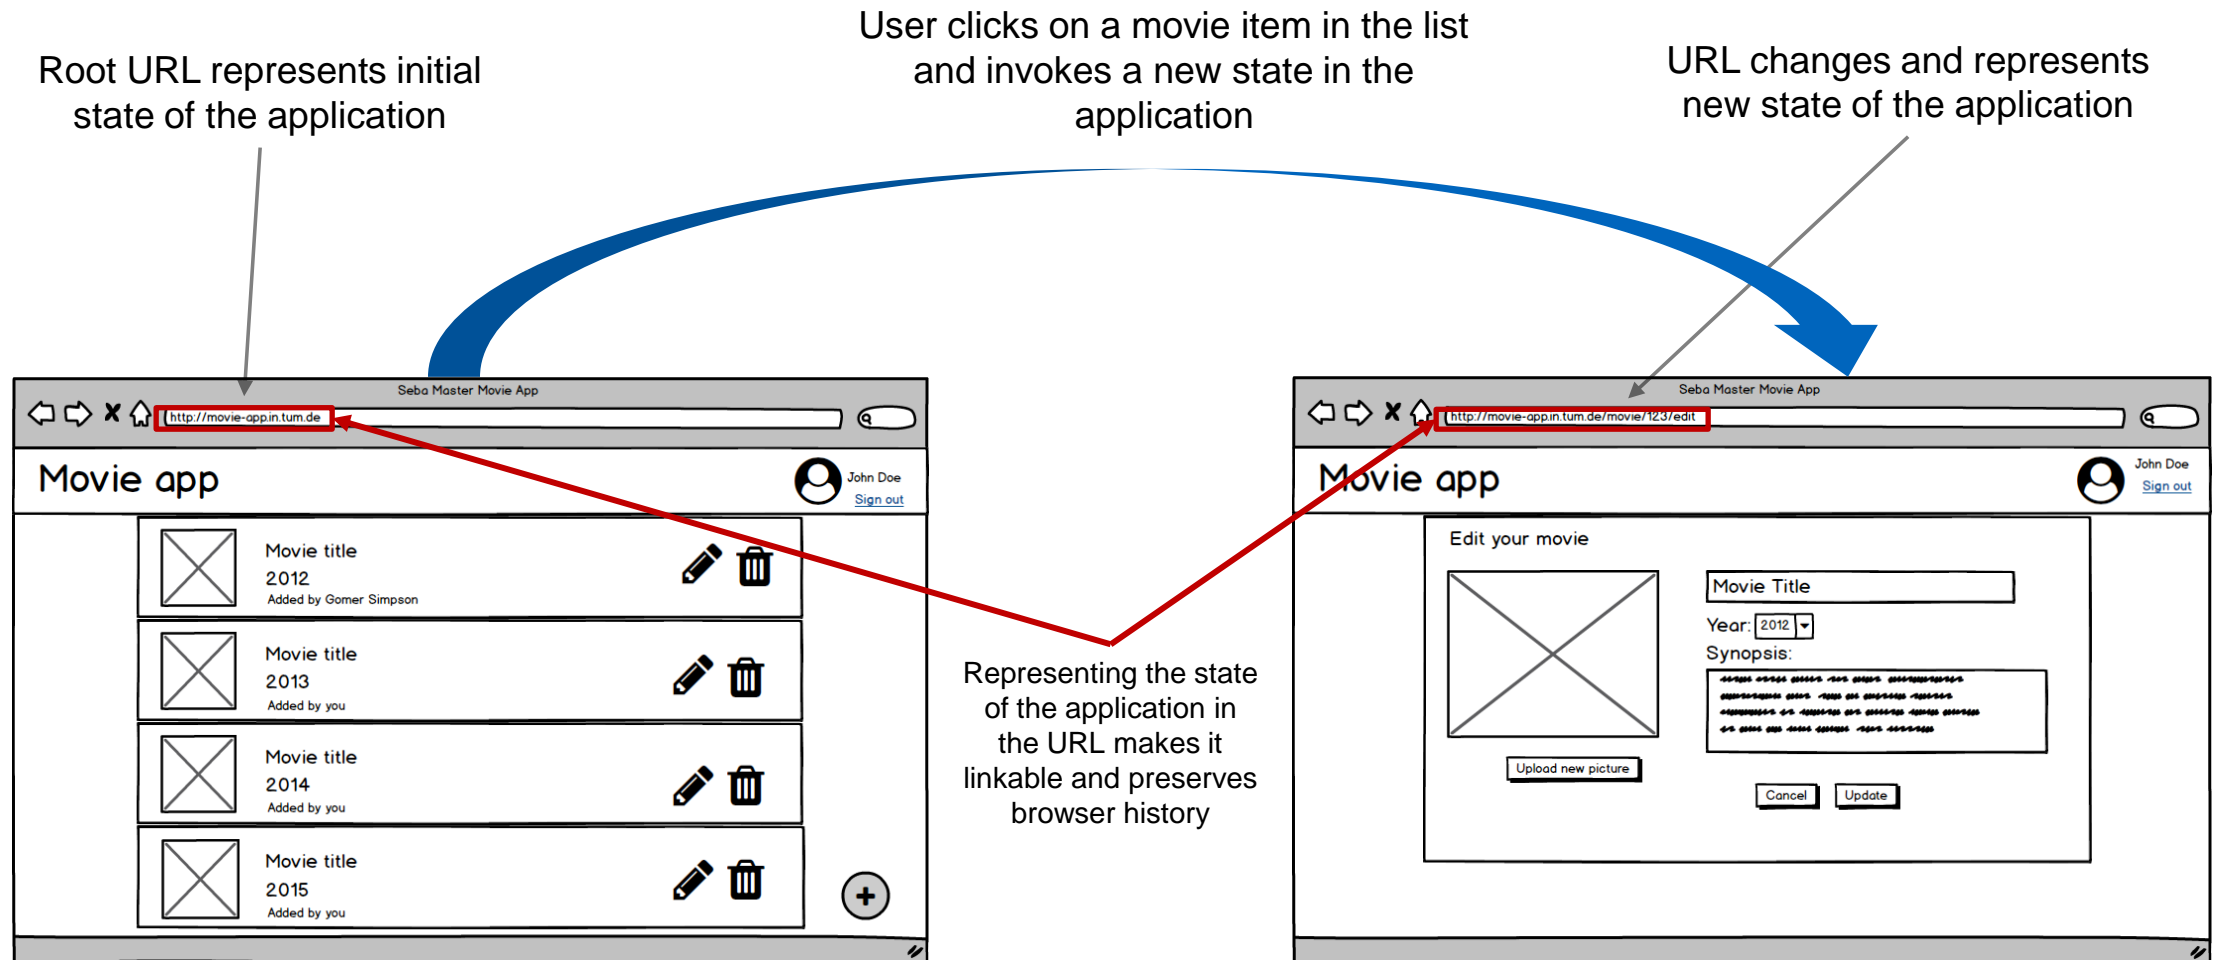 Root URL represents initial
state of the application
User clicks on a movie item in the list
and invokes a new state in the
application
URL changes and represents
new state of the application
Seba Master Movie App
http://movie-app.in.tum.de
Movie app
John Doe
Sign out
Movie title
2012
Added by Gomer Simpson
Movie title
2013
Added by you
Movie title
2014
Added by you
Movie title
2015
Added by you
Representing the state
of the application in
the URL makes it
linkable and preserves
browser history
Seba Master Movie App
http://movie-app.in.tum.de/movie/123/edit
Movie app
John Doe
Sign out
Edit your movie
Movie Title
Year: 2012
Synopsis:
Upload new picture
Cancel Update